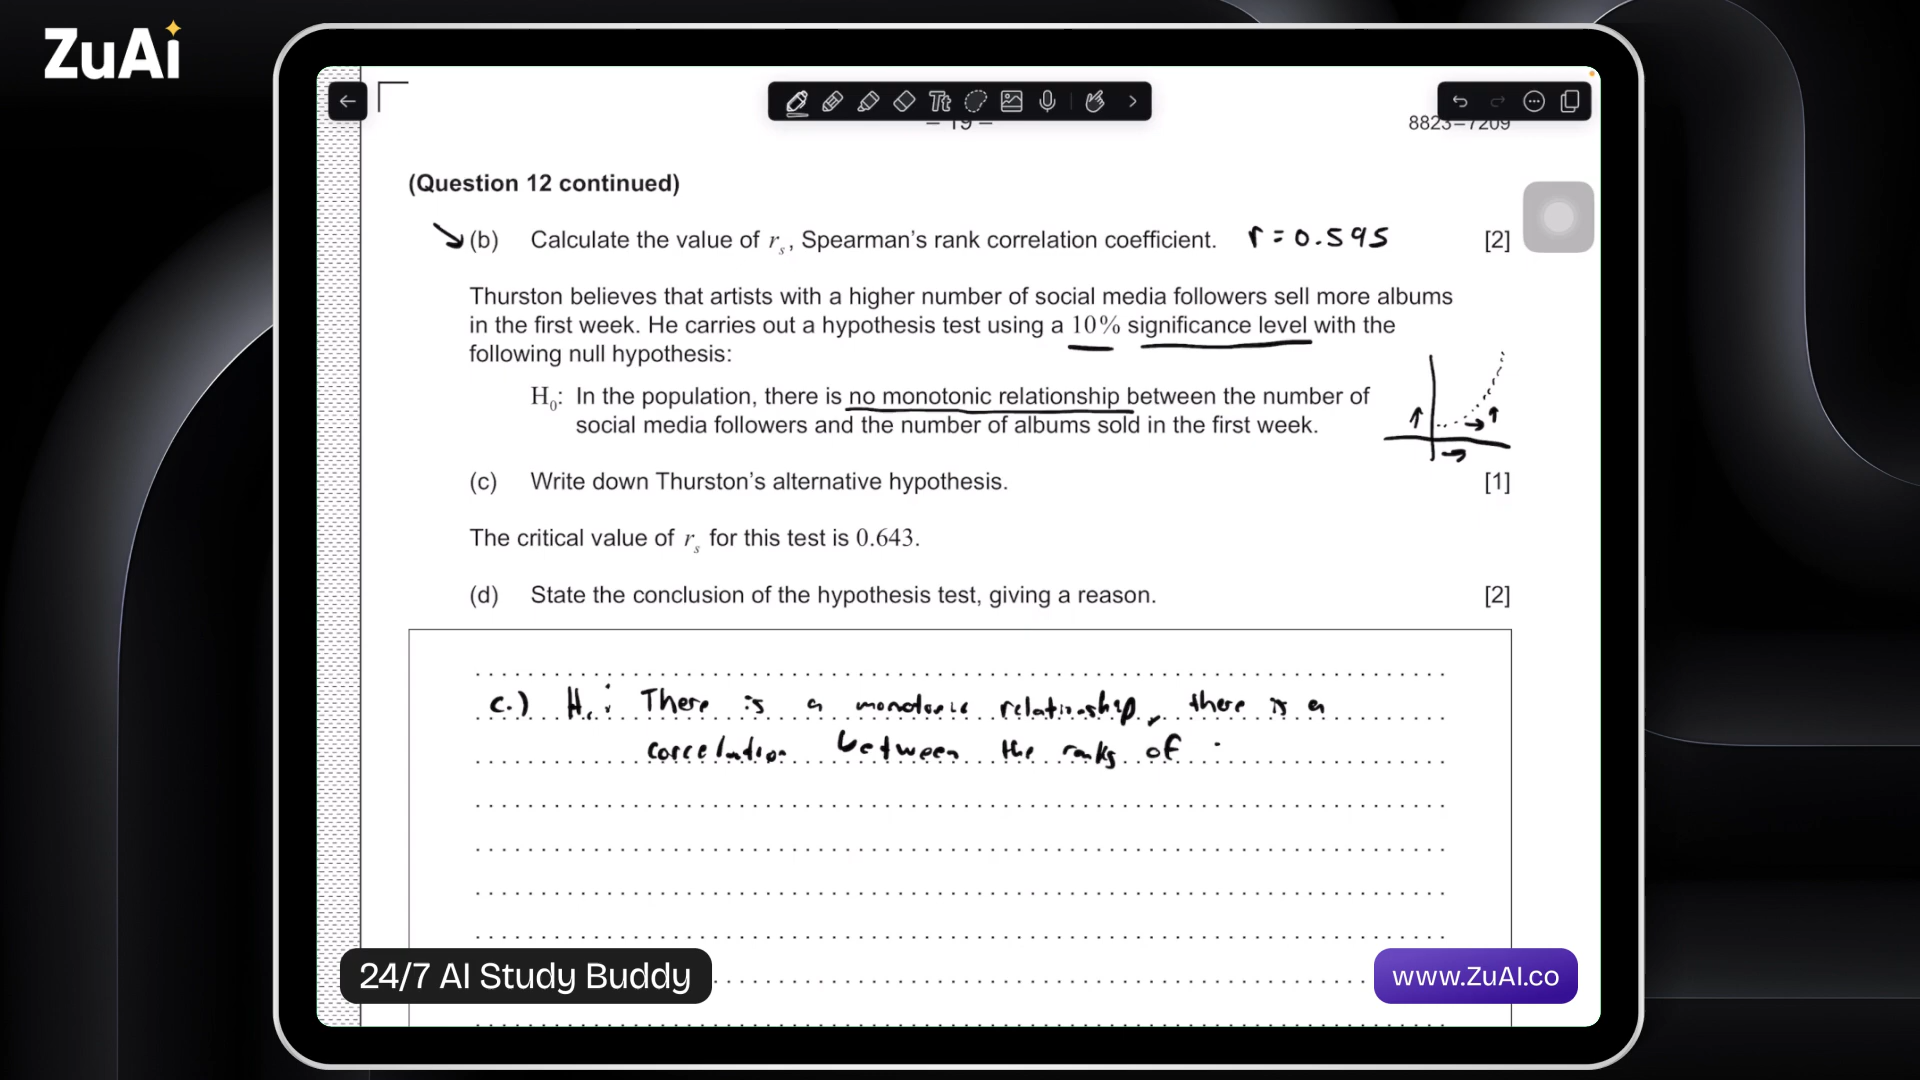 ZuAi
Tt
– 19 –
8823–7209
(Question 12 continued)
(b) Calculate the value of rs, Spearman's rank correlation coefficient. r = 0.595 [2]
Thurston believes that artists with a higher number of social media followers sell more albums
in the first week. He carries out a hypothesis test using a 10% significance level with the
following null hypothesis:
H0: In the population, there is no monotonic relationship between the number of
social media followers and the number of albums sold in the first week.
(c) Write down Thurston's alternative hypothesis. [1]
The critical value of rs for this test is 0.643.
(d) State the conclusion of the hypothesis test, giving a reason. [2]
c.) H1: There is a monotonic relationship, there is a
correlation between the ranks of
24/7 AI Study Buddy
www.ZuAI.co